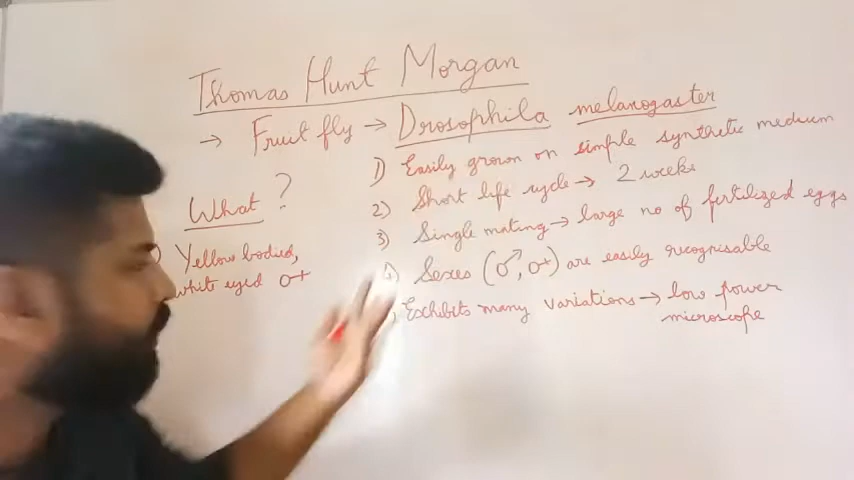 Thomas Hunt Morgan
→ Fruit fly → Drosophila melanogaster
1) Easily grown on simple synthetic medium
2) Short life cycle → 2 weeks
3) Single mating → large no of fertilized eggs
4) Sexes (♂, ♀) are easily recognisable
Exhibits many variations → low power
microscope
What ?
) Yellow bodied,
white eyed ♀